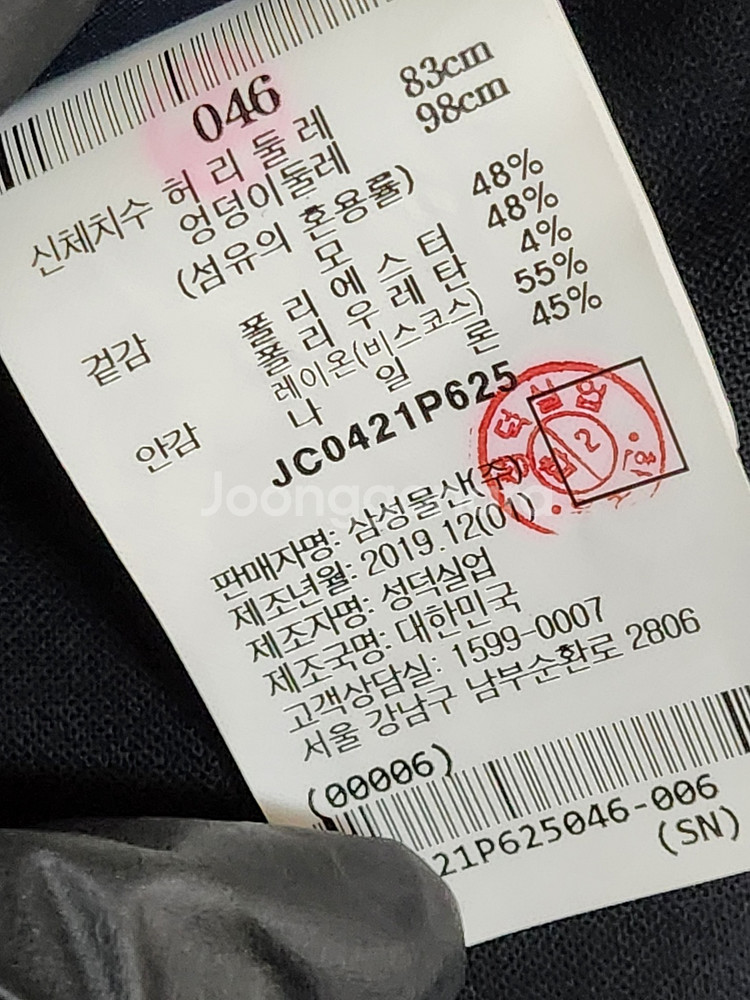 046
신체치수 허리둘레 83cm
엉덩이둘레 98cm
(섬유의 혼용률)
겉감 모 48%
폴리에스터 48%
폴리우레탄 4%
안감 레이온(비스코스) 55%
나일론 45%
JC0421P625
판매자명: 삼성물산(주)
제조년월: 2019.12(01)
제조자명: 성덕실업
제조국명: 대한민국
고객상담실: 1599-0007
서울 강남구 남부순환로 2806
(00006)
21P625046-006
(SN)
2